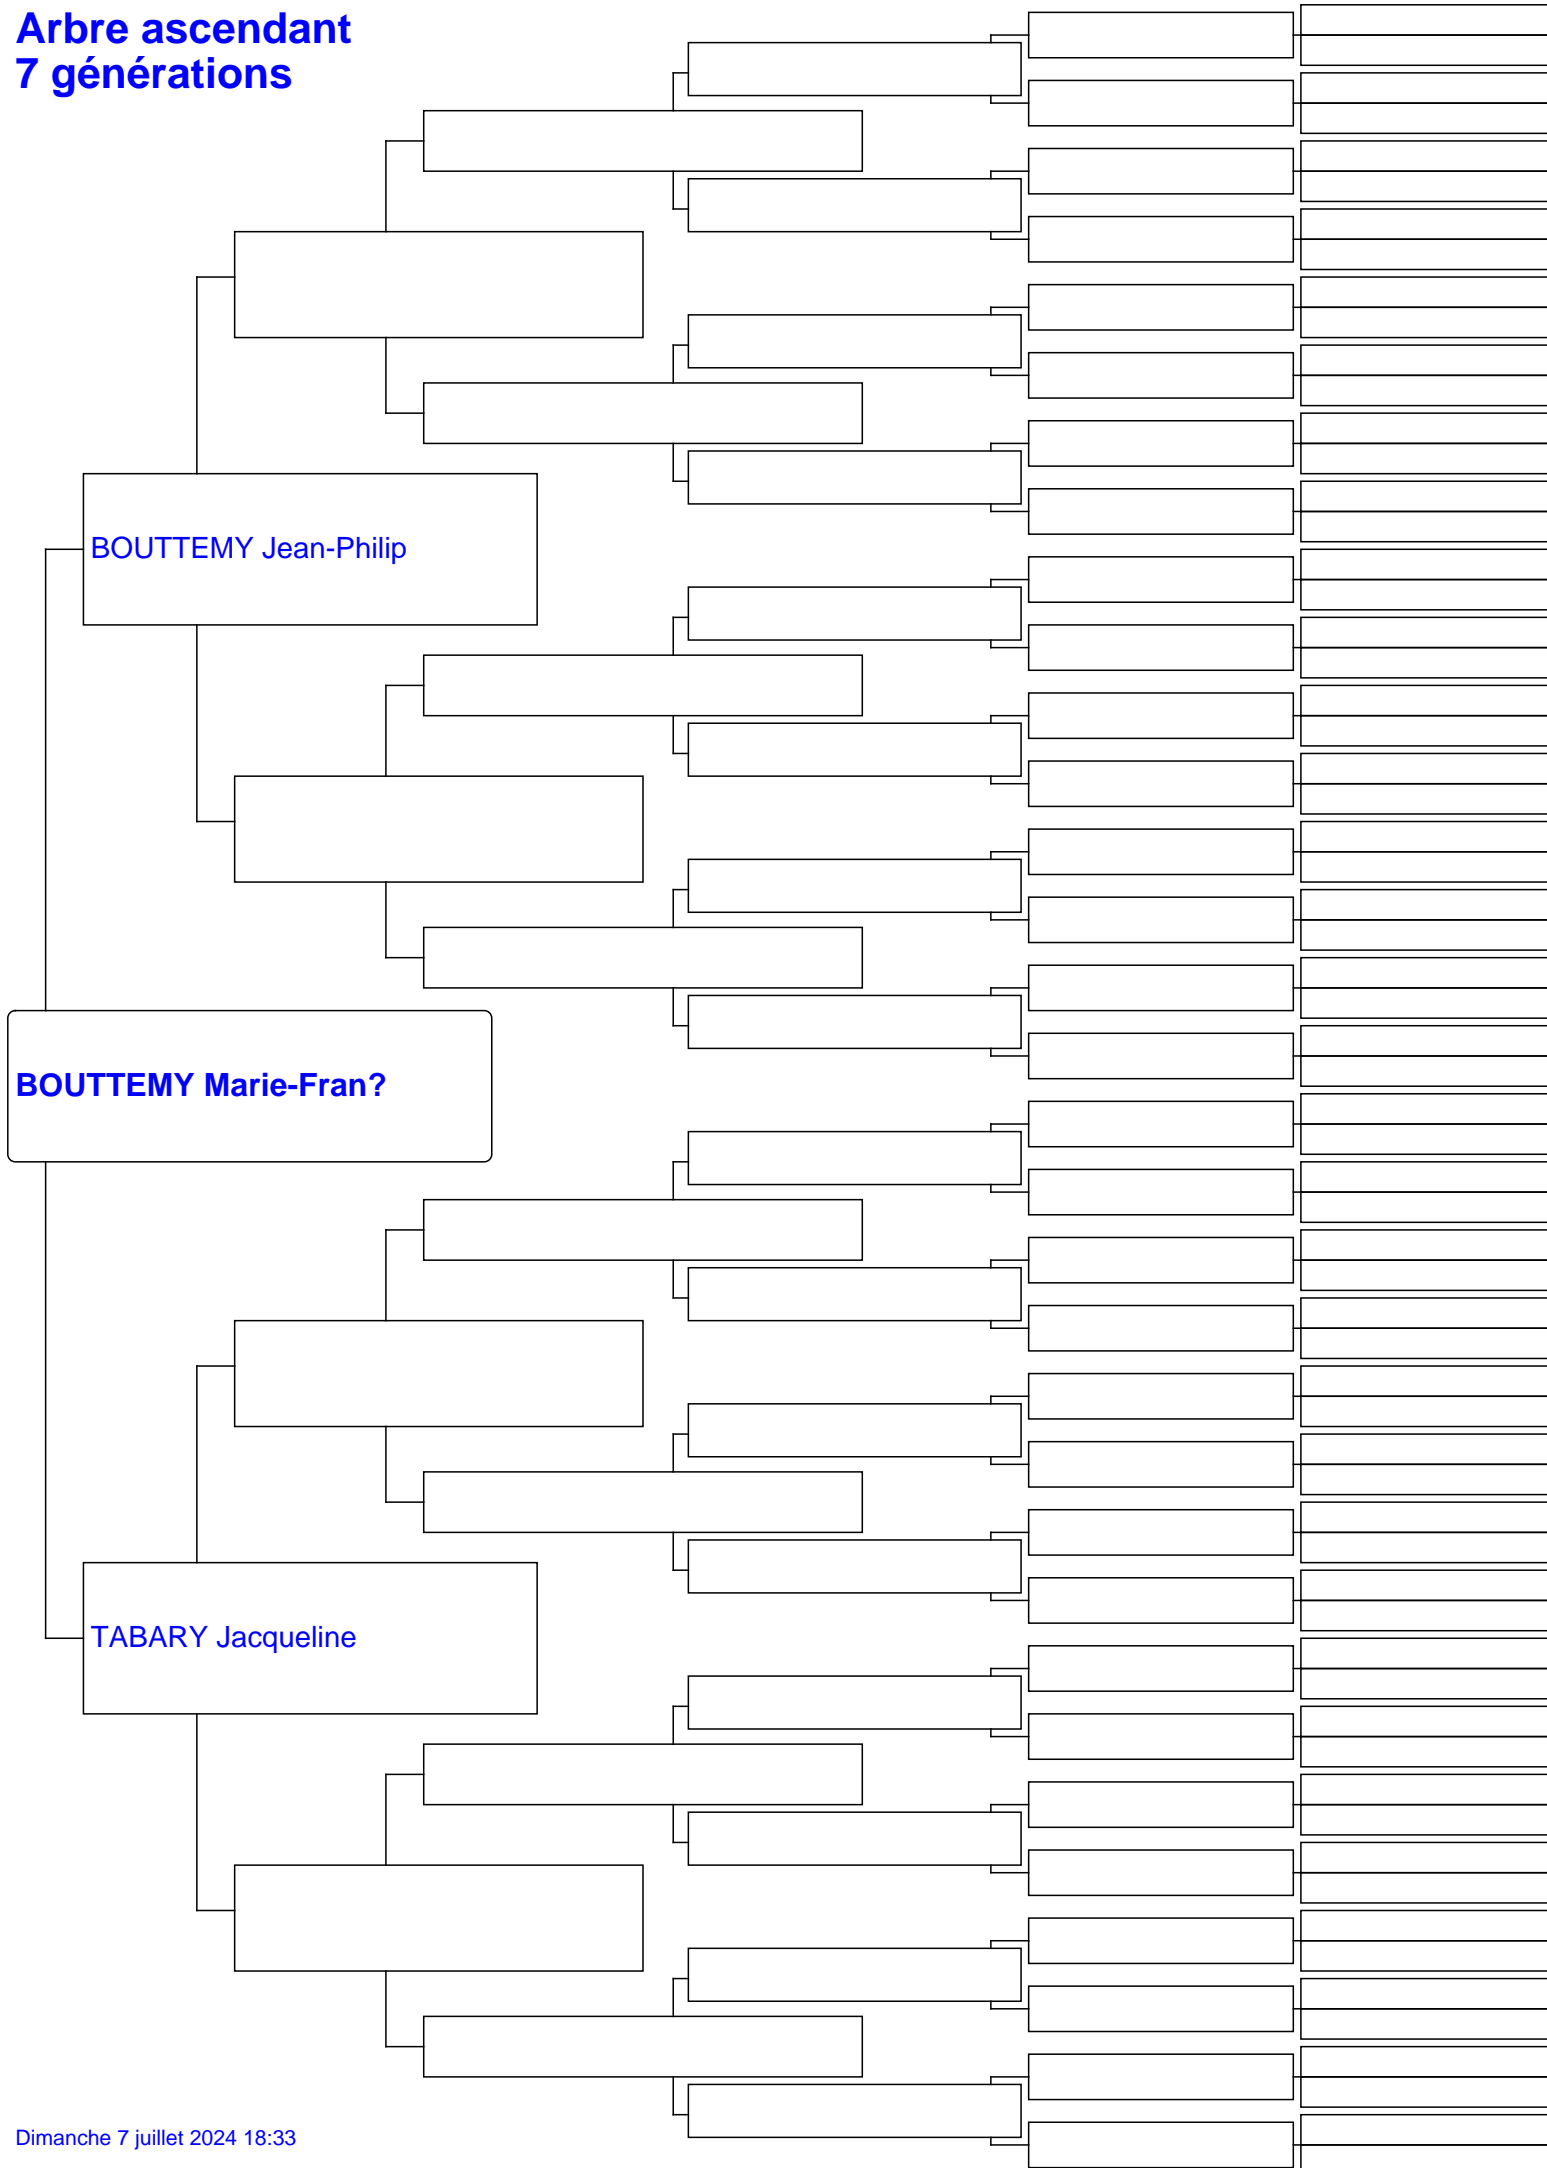 Arbre ascendant
7 générations
BOUTTEMY Jean-Philip
BOUTTEMY Marie-Fran?
TABARY Jacqueline
Dimanche 7 juillet 2024 18:33